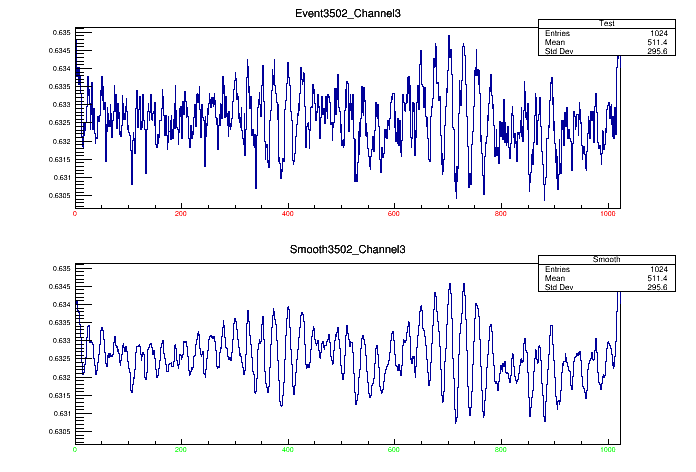 Event3502_Channel3
Test
Entries 1024
Mean 511.4
Std Dev 295.6
0.635
0.6345
0.634
0.6335
0.633
0.6325
0.632
0.6315
0.631
0.6305
0 200 400 600 800 1000
Smooth3502_Channel3
Smooth
Entries 1024
Mean 511.4
Std Dev 295.6
0.635
0.6345
0.634
0.6335
0.633
0.6325
0.632
0.6315
0.631
0.6305
0 200 400 600 800 1000